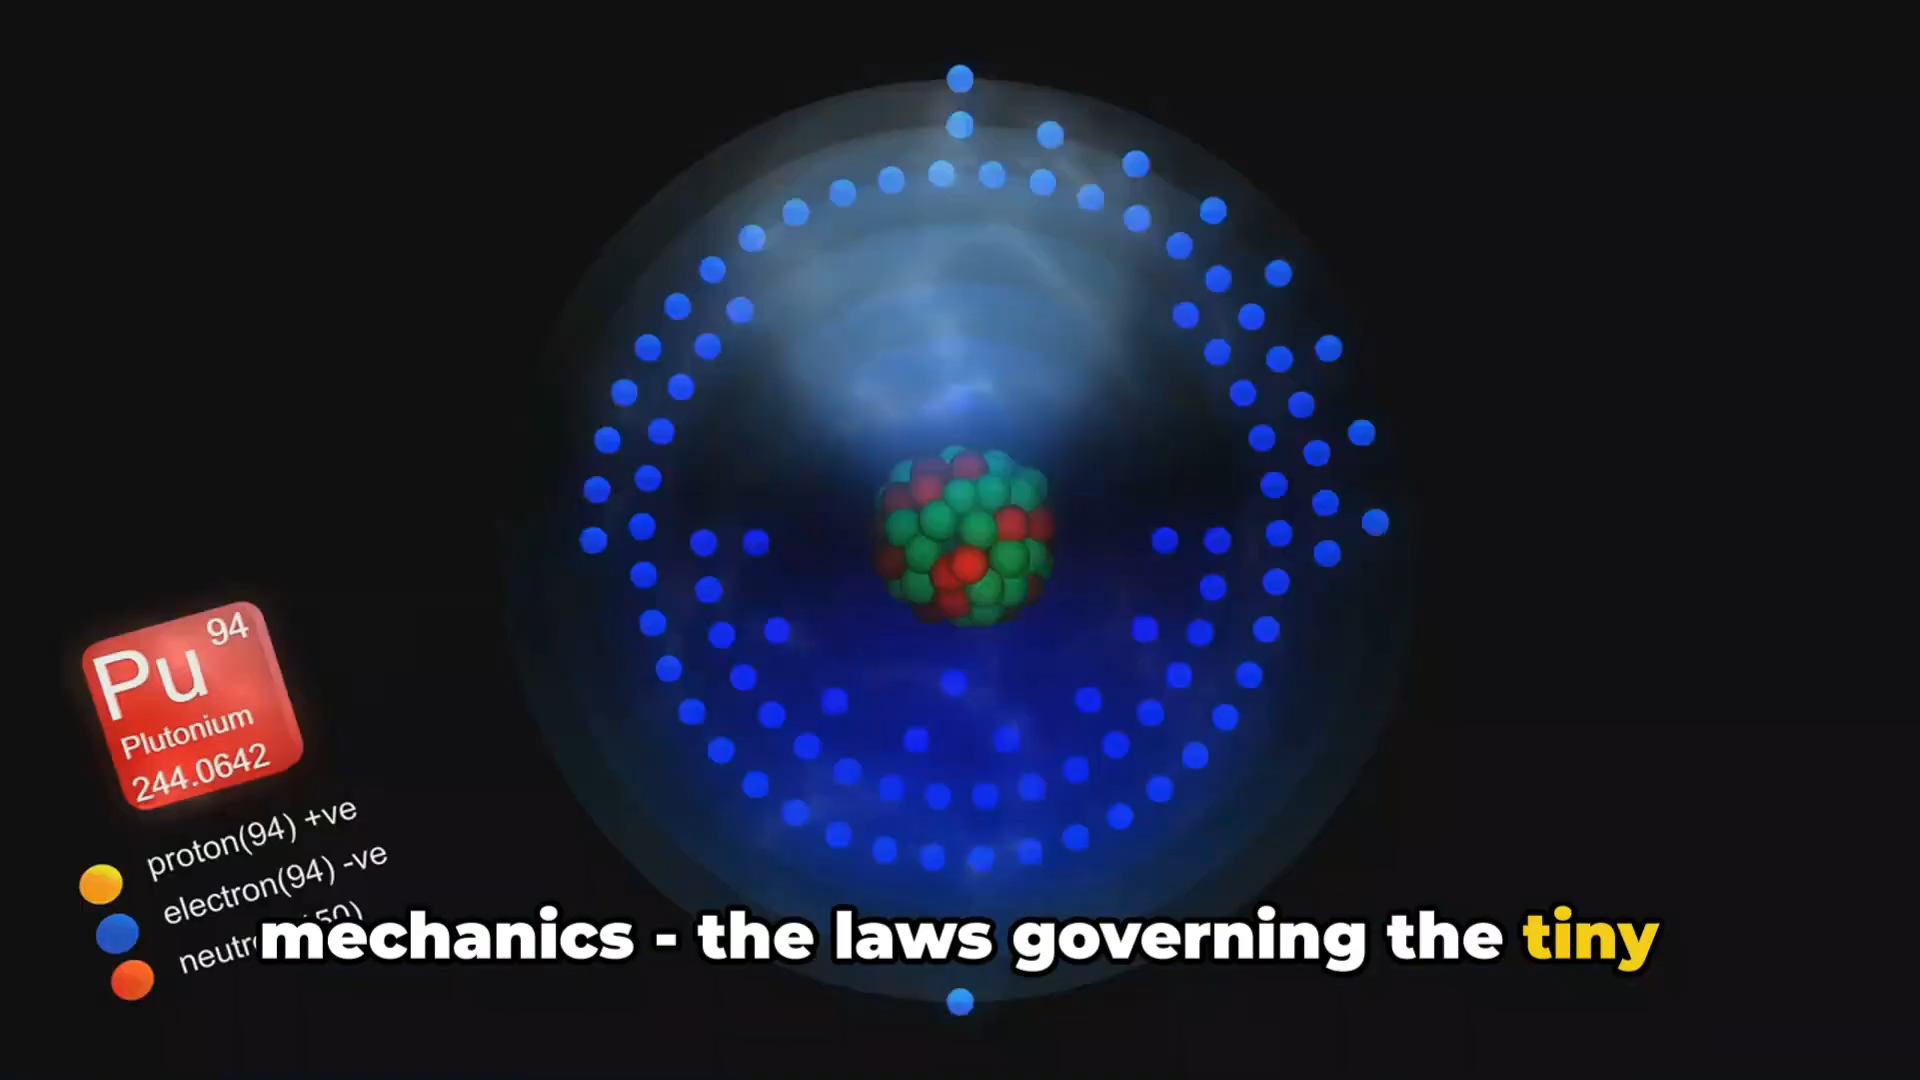 94
Pu
Plutonium
244.0642
proton(94) +ve
electron(94) -ve
mechanics - the laws governing the tiny